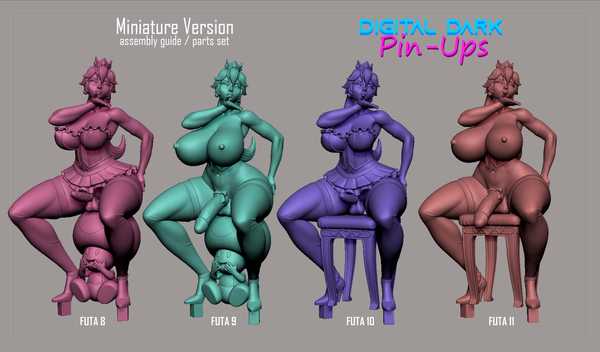 Miniature Version
assembly guide / parts set
DIGITAL DARK
Pin-Ups
FUTA 8
FUTA 9
FUTA 10
FUTA 11